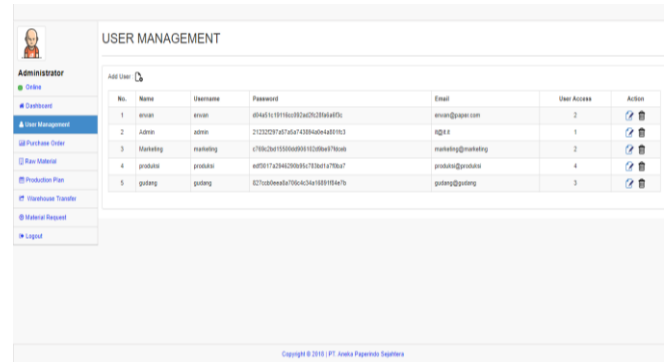 USER MANAGEMENT
Administrator
Online
Dashboard
User Management
Purchase Order
Raw Material
Production Plan
Warehouse Transfer
Material Request
Logout
Add User
No. Name Username Password Email User Access Action
1 ervan ervan ervan@paper.com 2
2 Admin admin 1
3 Marketing marketing marketing@marketing 2
4 produksi produksi produksi@produksi 4
5 gudang gudang gudang@gudang 3
Copyright © 2018 | PT. Aneka Paperindo Sejahtera